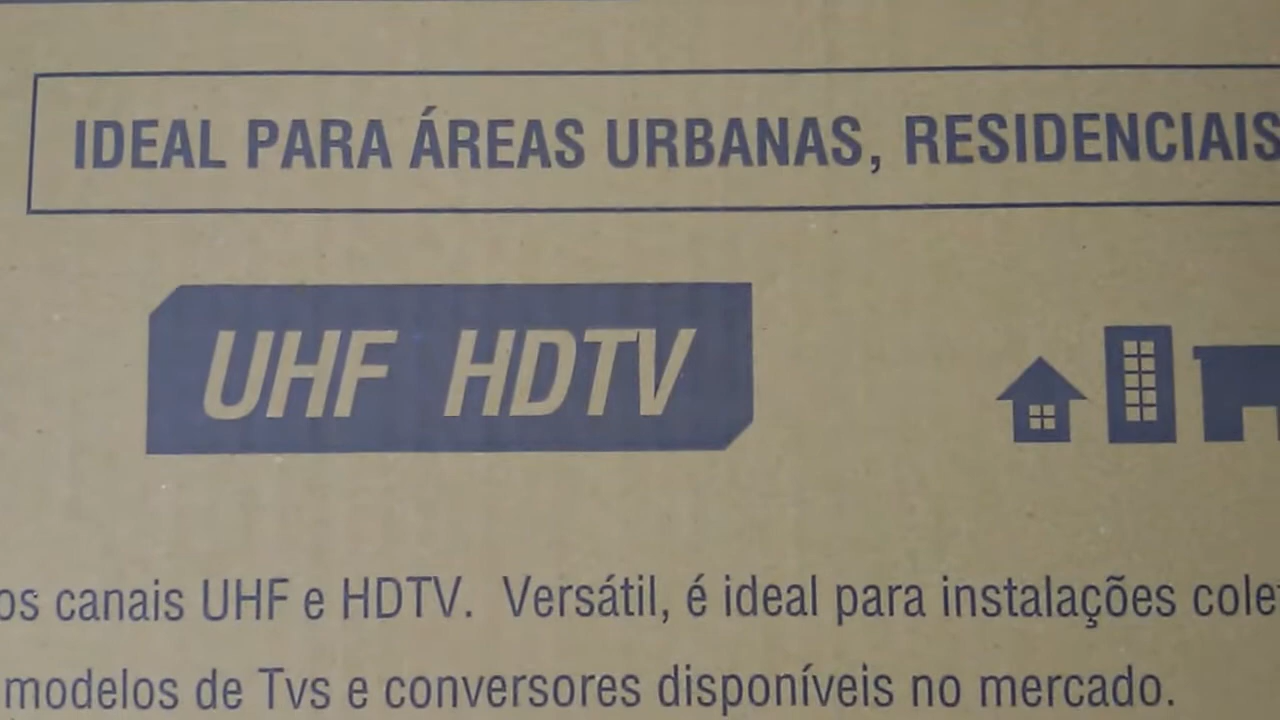 IDEAL PARA ÁREAS URBANAS, RESIDENCIAIS
UHF HDTV
os canais UHF e HDTV. Versátil, é ideal para instalações
modelos de Tvs e conversores disponíveis no mercado.